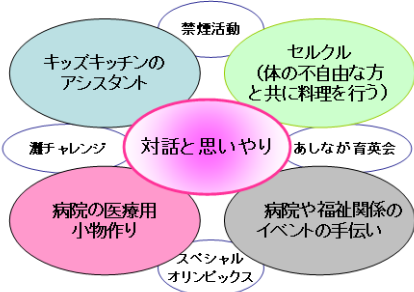 禁煙活動
キッズキッチンの
アシスタント
セルクル
（体の不自由な方
と共に料理を行う）
灘チャレンジ
対話と思いやり
あしなが育英会
病院の医療用
小物作り
病院や福祉関係の
イベントの手伝い
スペシャル
オリンピックス